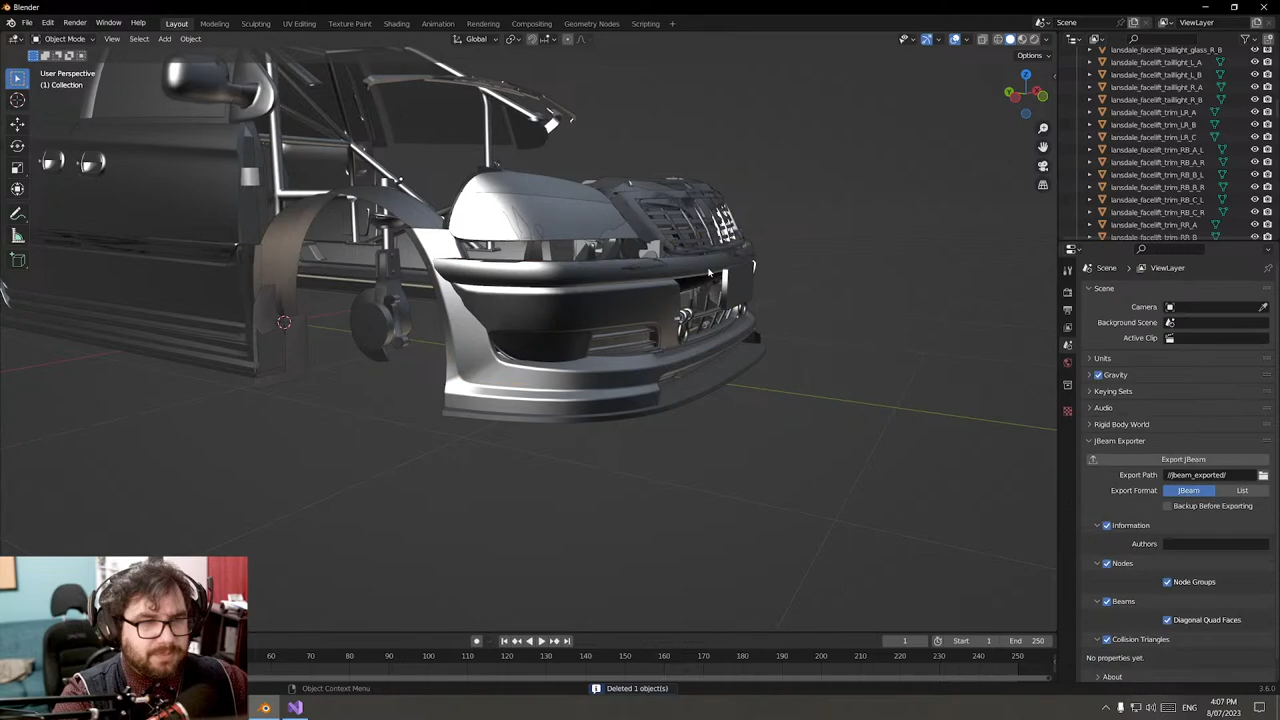 Blender
File Edit Render Window Help
Layout Modeling Sculpting UV Editing Texture Paint Shading Animation Rendering Compositing Geometry Nodes Scripting +
Scene
ViewLayer
Object Mode View Select Add Object
Global
Options
User Perspective
(1) Collection
Z
lansdale_facelift_taillight_glass_R_B
lansdale_facelift_taillight_L_A
lansdale_facelift_taillight_L_B
lansdale_facelift_taillight_R_A
lansdale_facelift_taillight_R_B
lansdale_facelift_trim_LR_A
lansdale_facelift_trim_LR_B
lansdale_facelift_trim_LR_C
lansdale_facelift_trim_RB_A_L
lansdale_facelift_trim_RB_A_R
lansdale_facelift_trim_RB_B_L
lansdale_facelift_trim_RB_B_R
lansdale_facelift_trim_RB_C_L
lansdale_facelift_trim_RB_C_R
lansdale_facelift_trim_RR_A
lansdale_facelift_trim_RR_B
Scene ViewLayer
Scene
Camera
Background Scene
Active Clip
Units
Gravity
Keying Sets
Audio
Rigid Body World
JBeam Exporter
Export JBeam
Export Path //jbeam_exported/
Export Format JBeam List
Backup Before Exporting
Information
Authors
Nodes
Node Groups
Beams
Diagonal Quad Faces
Collision Triangles
No properties yet.
About
1 Start 1 End 250
60 70 80 90 100 110 120 130 140 150 160 170 180 190 200 210 220 230 240 250
Object Context Menu
Deleted 1 object(s)
3.6.0
ENG
4:07 PM
8/07/2023